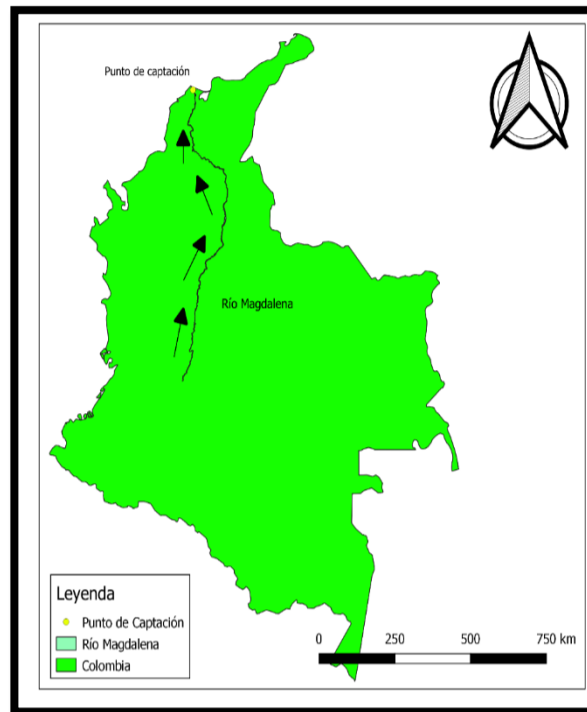 Punto de captación
Río Magdalena
Leyenda
Punto de Captación
Río Magdalena
Colombia
0 250 500 750 km